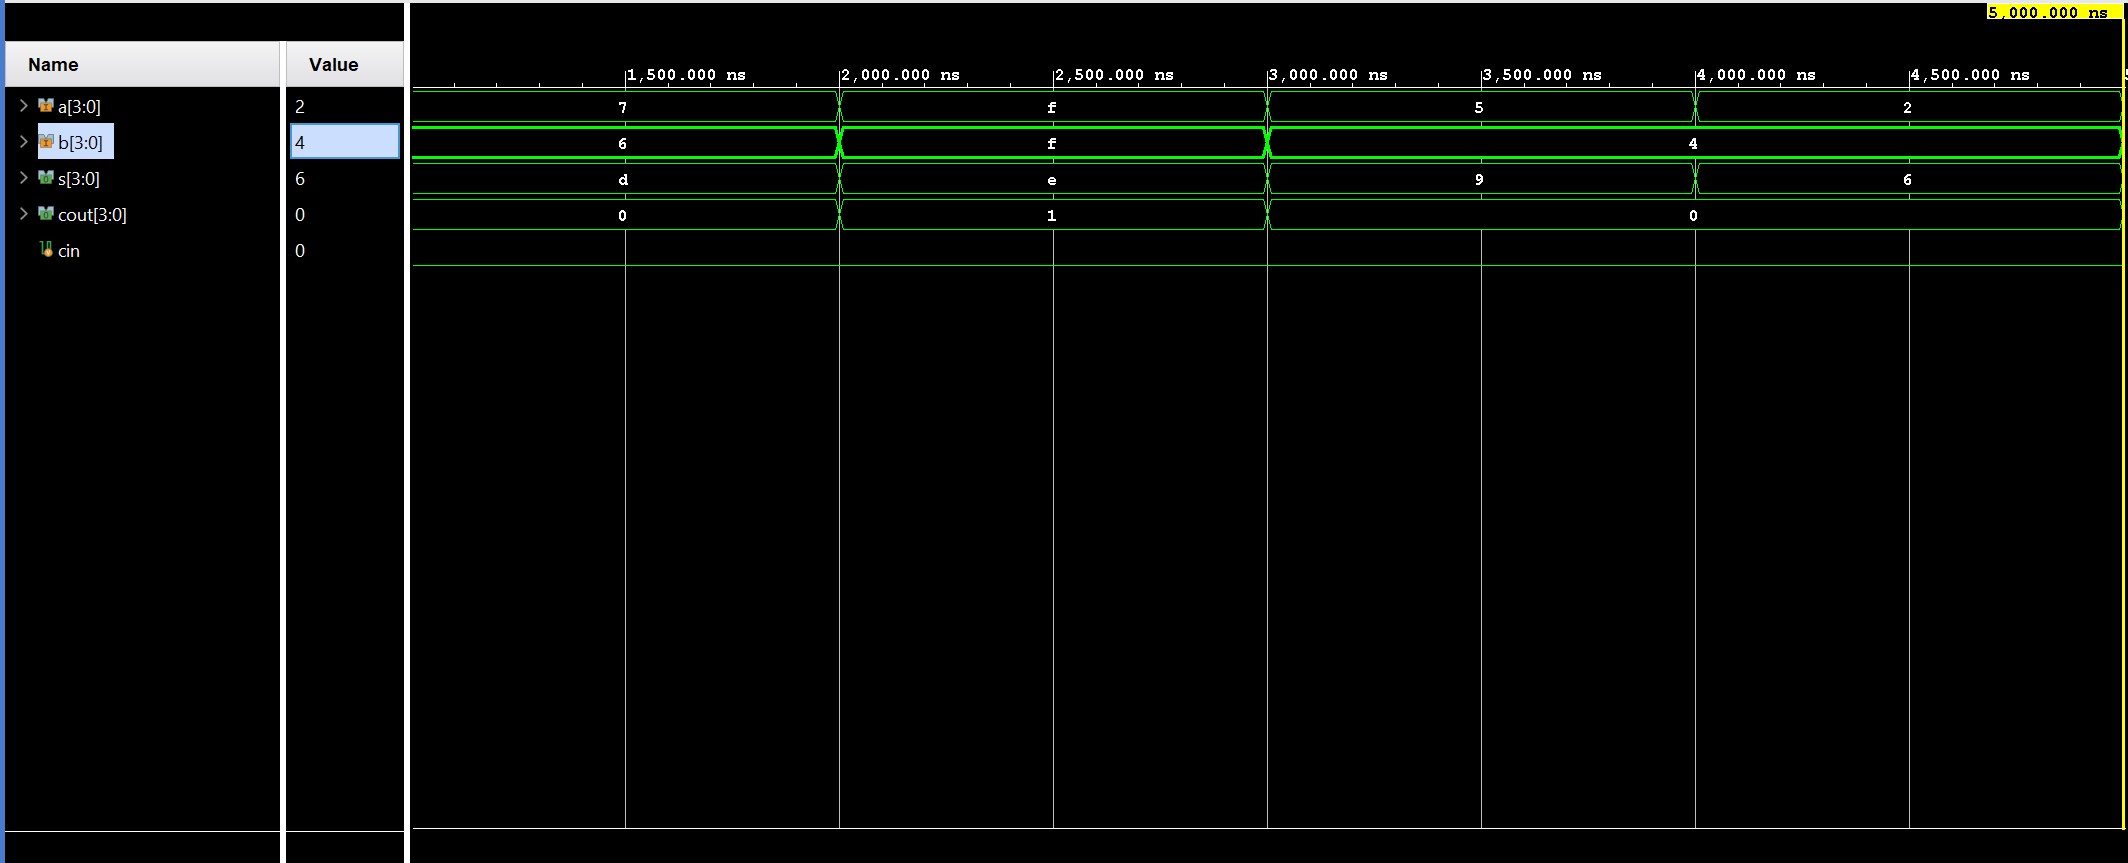 5,000.000 ns
Name Value
1,500.000 ns 2,000.000 ns 2,500.000 ns 3,000.000 ns 3,500.000 ns 4,000.000 ns 4,500.000 ns
a[3:0] 2 7 f 5 2
b[3:0] 4 6 f 4
s[3:0] 6 d e 9 6
cout[3:0] 0 0 1 0
cin 0